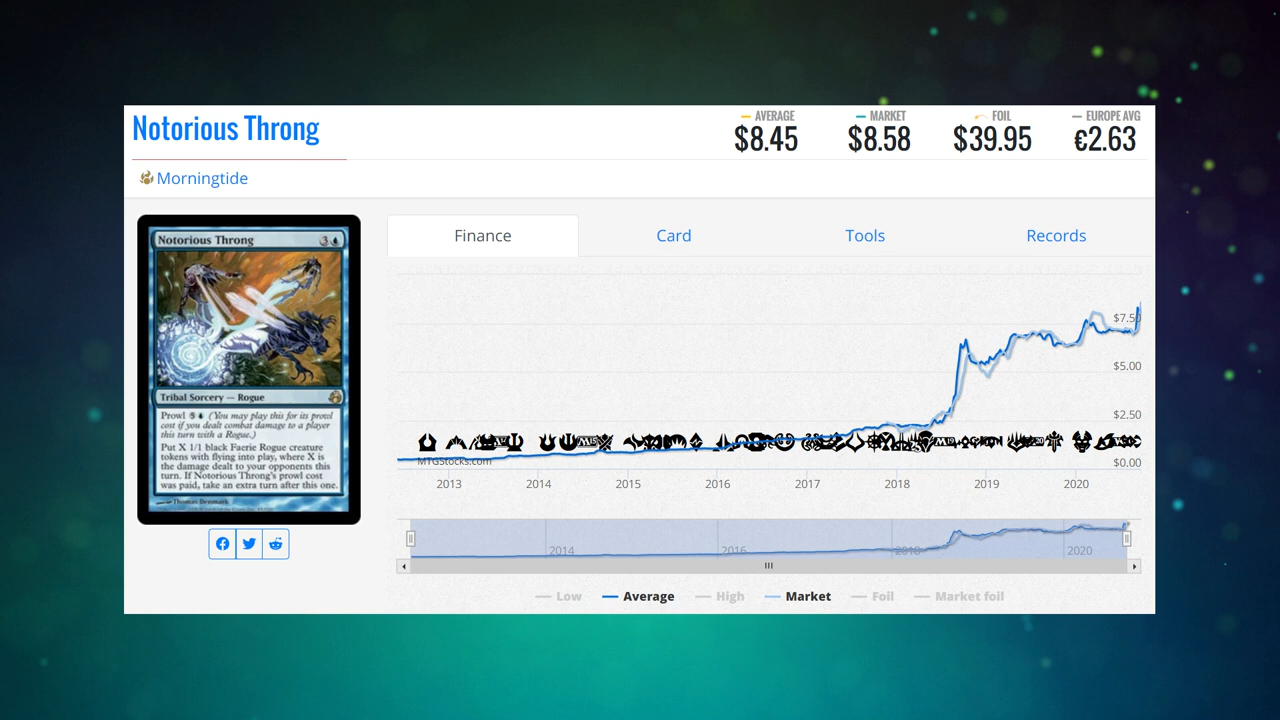 Notorious Throng
AVERAGE
$8.45
MARKET
$8.58
FOIL
$39.95
EUROPE AVG
€2.63
Morningtide
Notorious Throng 3
Tribal Sorcery — Rogue
Prowl 5 (You may play this for its prowl
cost if you dealt combat damage to a player
this turn with a Rogue.)
Put X 1/1 black Faerie Rogue creature
tokens with flying into play, where X is
the damage dealt to your opponents this
turn. If Notorious Throng's prowl cost
was paid, take an extra turn after this one.
Thomas Denmark
Finance
Card
Tools
Records
$7.50
$5.00
$2.50
$0.00
MTGStocks.com
2013 2014 2015 2016 2017 2018 2019 2020
2014 2016 2018 2020
Low Average High Market Foil Market foil